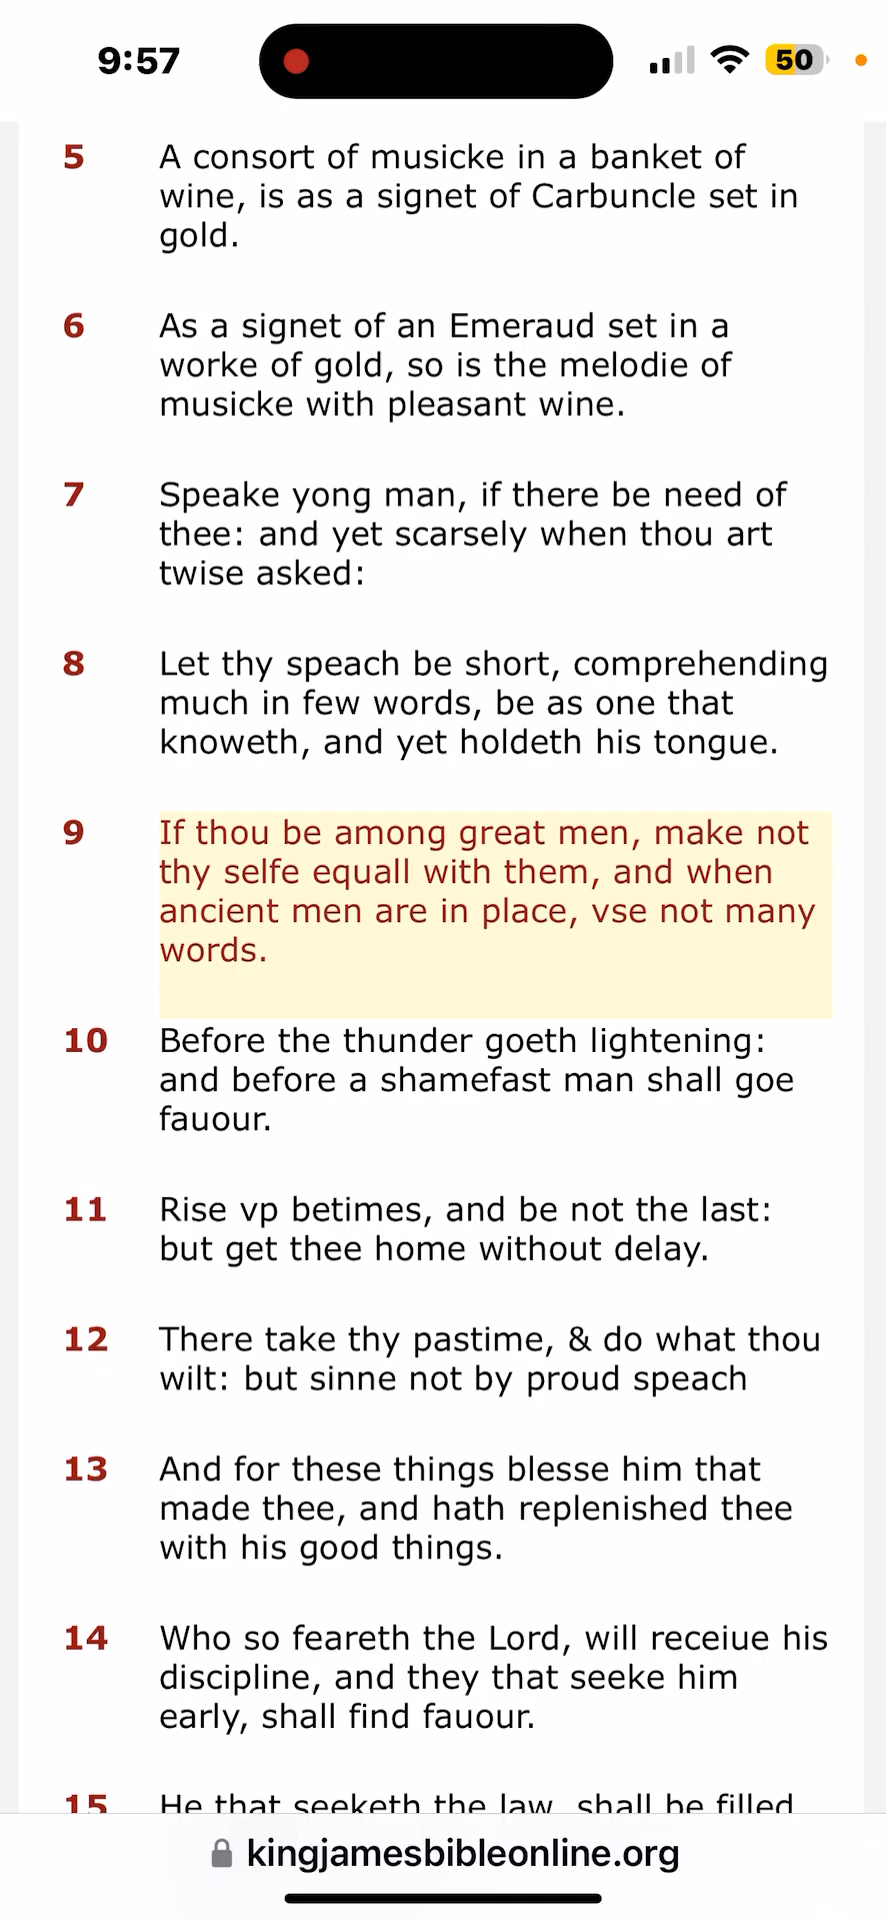 9:57
50
5 A consort of musicke in a banket of
wine, is as a signet of Carbuncle set in
gold.
6 As a signet of an Emeraud set in a
worke of gold, so is the melodie of
musicke with pleasant wine.
7 Speake yong man, if there be need of
thee: and yet scarsely when thou art
twise asked:
8 Let thy speach be short, comprehending
much in few words, be as one that
knoweth, and yet holdeth his tongue.
9 If thou be among great men, make not
thy selfe equall with them, and when
ancient men are in place, vse not many
words.
10 Before the thunder goeth lightening:
and before a shamefast man shall goe
fauour.
11 Rise vp betimes, and be not the last:
but get thee home without delay.
12 There take thy pastime, & do what thou
wilt: but sinne not by proud speach
13 And for these things blesse him that
made thee, and hath replenished thee
with his good things.
14 Who so feareth the Lord, will receiue his
discipline, and they that seeke him
early, shall find fauour.
15 He that seeketh the law, shall be filled
kingjamesbibleonline.org